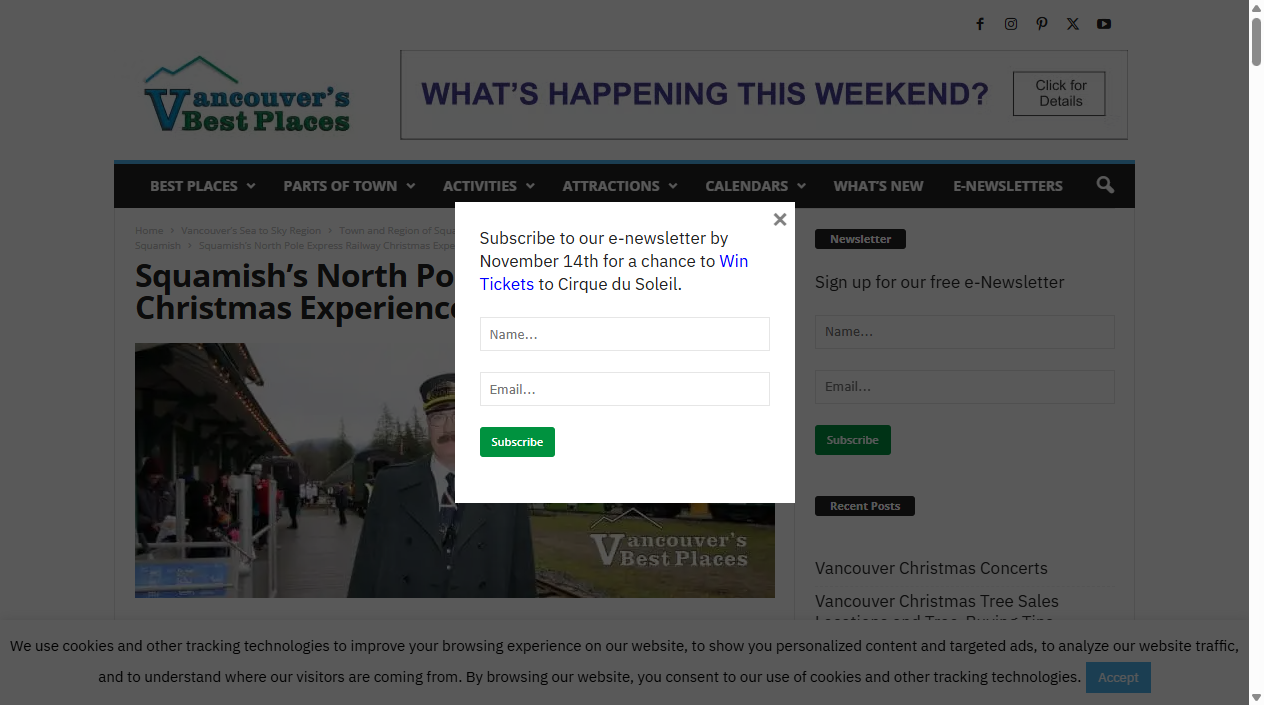 Vancouver's
Best Places
WHAT'S HAPPENING THIS WEEKEND?
Click for
Details
BEST PLACES
PARTS OF TOWN
ACTIVITIES
ATTRACTIONS
CALENDARS
WHAT'S NEW
E-NEWSLETTERS
Home › Vancouver's Sea to Sky Region › Town and Region of
Squamish › Squamish's North Pole Express Railway Christmas
Squamish's North
Christmas Experience
Vancouver's
Best Places
×
Subscribe to our e-newsletter by
November 14th for a chance to Win
Tickets to Cirque du Soleil.
Name...
Email...
Subscribe
Newsletter
Sign up for our free e-Newsletter
Name...
Email...
Subscribe
Recent Posts
Vancouver Christmas Concerts
Vancouver Christmas Tree Sales
Locations and Tree-Buying Tips
We use cookies and other tracking technologies to improve your browsing experience on our website, to show you personalized content and targeted ads, to analyze our website traffic,
and to understand where our visitors are coming from. By browsing our website, you consent to our use of cookies and other tracking technologies.
Accept